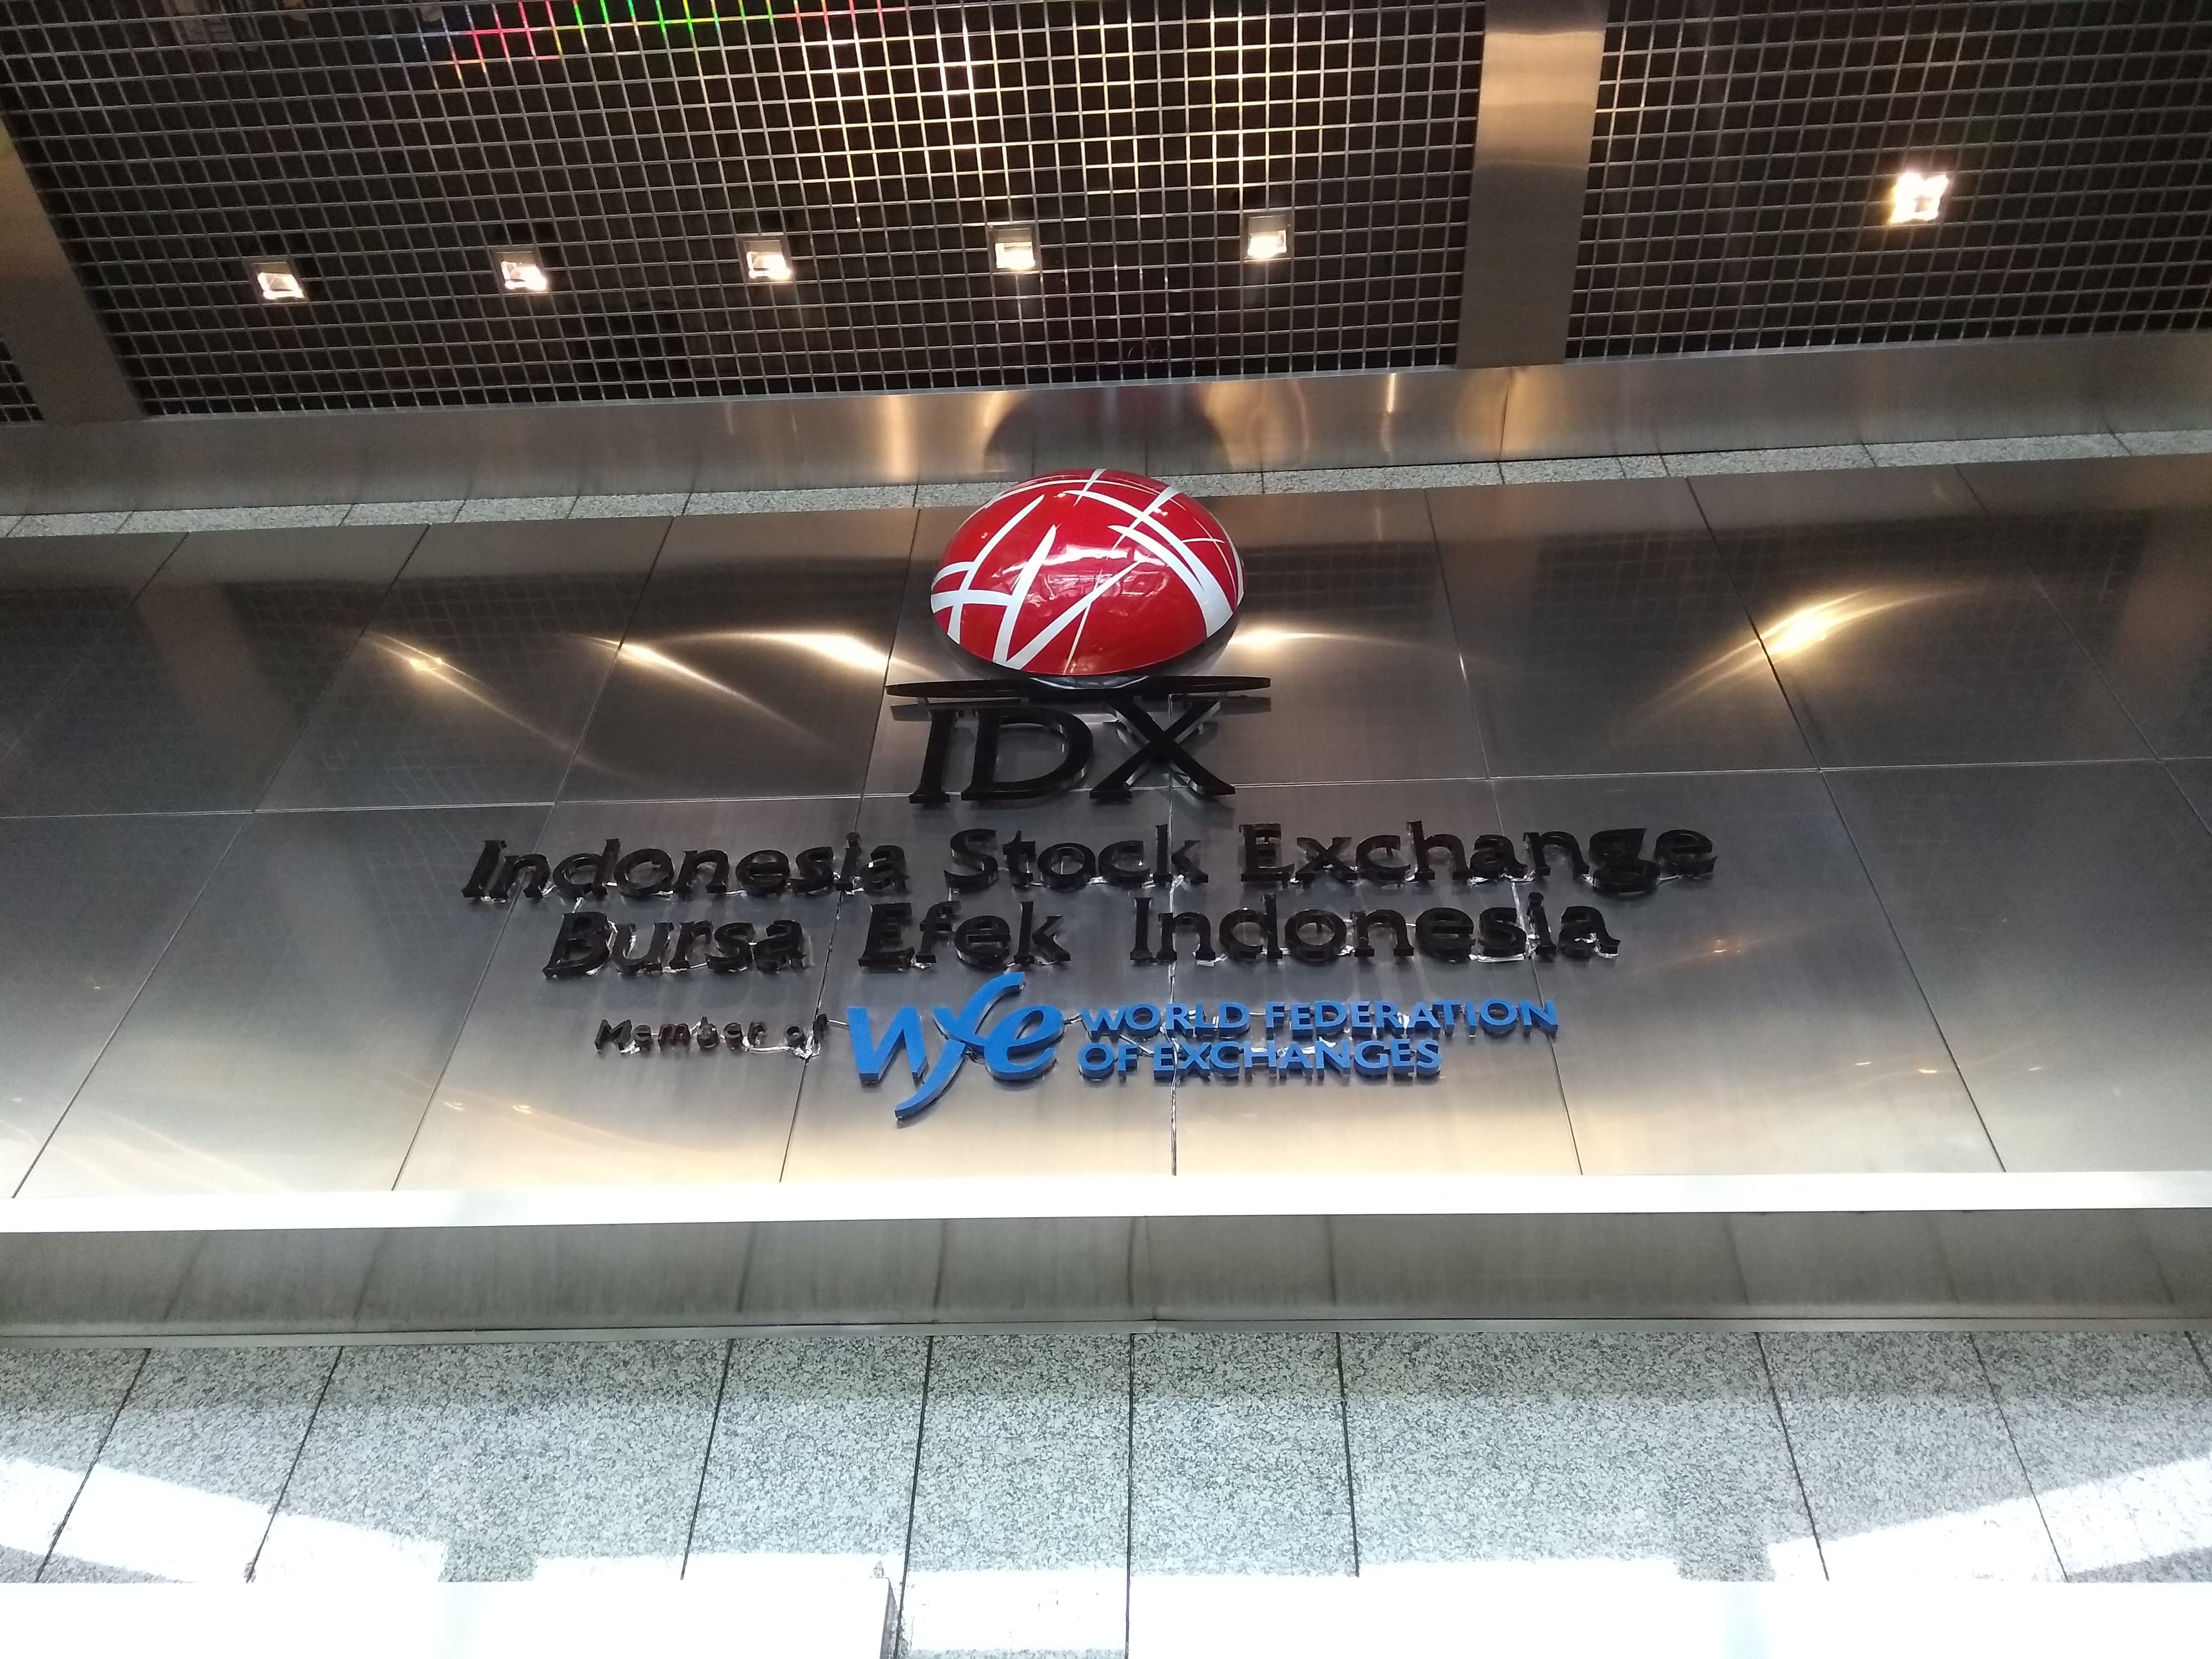 IDX
Indonesia Stock Exchange
Bursa Efek Indonesia
Member of wfe WORLD FEDERATION
OF EXCHANGES